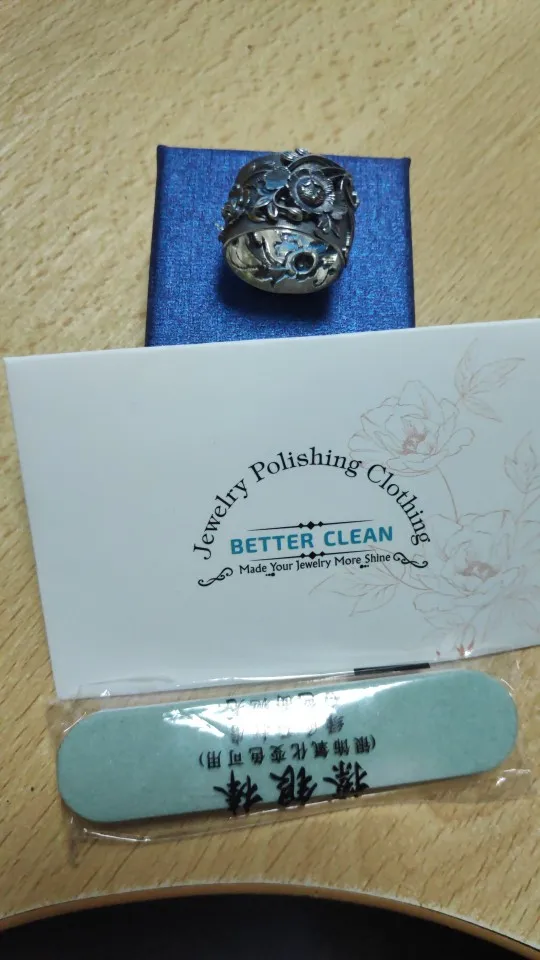 Jewelry Polishing Clothing
BETTER CLEAN
Made Your Jewelry More Shine
擦银棒
(银饰氧化变色可用)